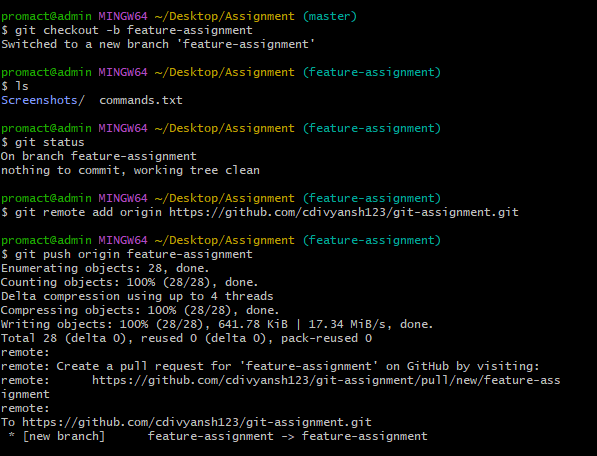 promact@admin MINGW64 ~/Desktop/Assignment (master)
$ git checkout -b feature-assignment
Switched to a new branch 'feature-assignment'
promact@admin MINGW64 ~/Desktop/Assignment (feature-assignment)
$ ls
Screenshots/  commands.txt
promact@admin MINGW64 ~/Desktop/Assignment (feature-assignment)
$ git status
On branch feature-assignment
nothing to commit, working tree clean
promact@admin MINGW64 ~/Desktop/Assignment (feature-assignment)
$ git remote add origin https://github.com/cdivyansh123/git-assignment.git
promact@admin MINGW64 ~/Desktop/Assignment (feature-assignment)
$ git push origin feature-assignment
Enumerating objects: 28, done.
Counting objects: 100% (28/28), done.
Delta compression using up to 4 threads
Compressing objects: 100% (28/28), done.
Writing objects: 100% (28/28), 641.78 KiB | 17.34 MiB/s, done.
Total 28 (delta 0), reused 0 (delta 0), pack-reused 0
remote:
remote: Create a pull request for 'feature-assignment' on GitHub by visiting:
remote:      https://github.com/cdivyansh123/git-assignment/pull/new/feature-ass
ignment
remote:
To https://github.com/cdivyansh123/git-assignment.git
 * [new branch]      feature-assignment -> feature-assignment